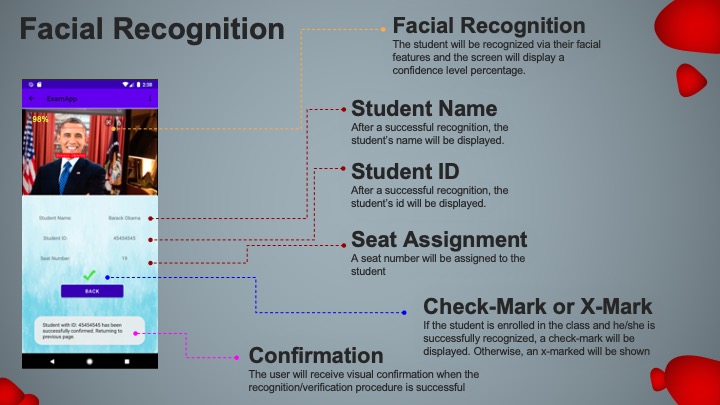 Facial Recognition
Facial Recognition
The student will be recognized via their facial
features and the screen will display a
confidence level percentage.
2:38
ExamApp
98%
Student Name
After a successful recognition, the
student's name will be displayed.
Student ID
After a successful recognition, the
student's id will be displayed.
Student Name: Barack Obama
Student ID: 45454545
Seat Number: 19
Seat Assignment
A seat number will be assigned to the
student
BACK
Check-Mark or X-Mark
If the student is enrolled in the class and he/she is
successfully recognized, a check-mark will be
displayed. Otherwise, an x-marked will be shown
Student with ID: 45454545 has been
successfully confirmed. Returning to
previous page.
Confirmation
The user will receive visual confirmation when the
recognition/verification procedure is successful